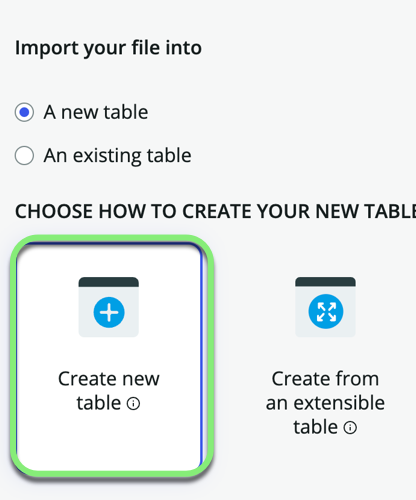 Import your file into
A new table
An existing table
CHOOSE HOW TO CREATE YOUR NEW TABLE
Create new
table
Create from
an extensible
table